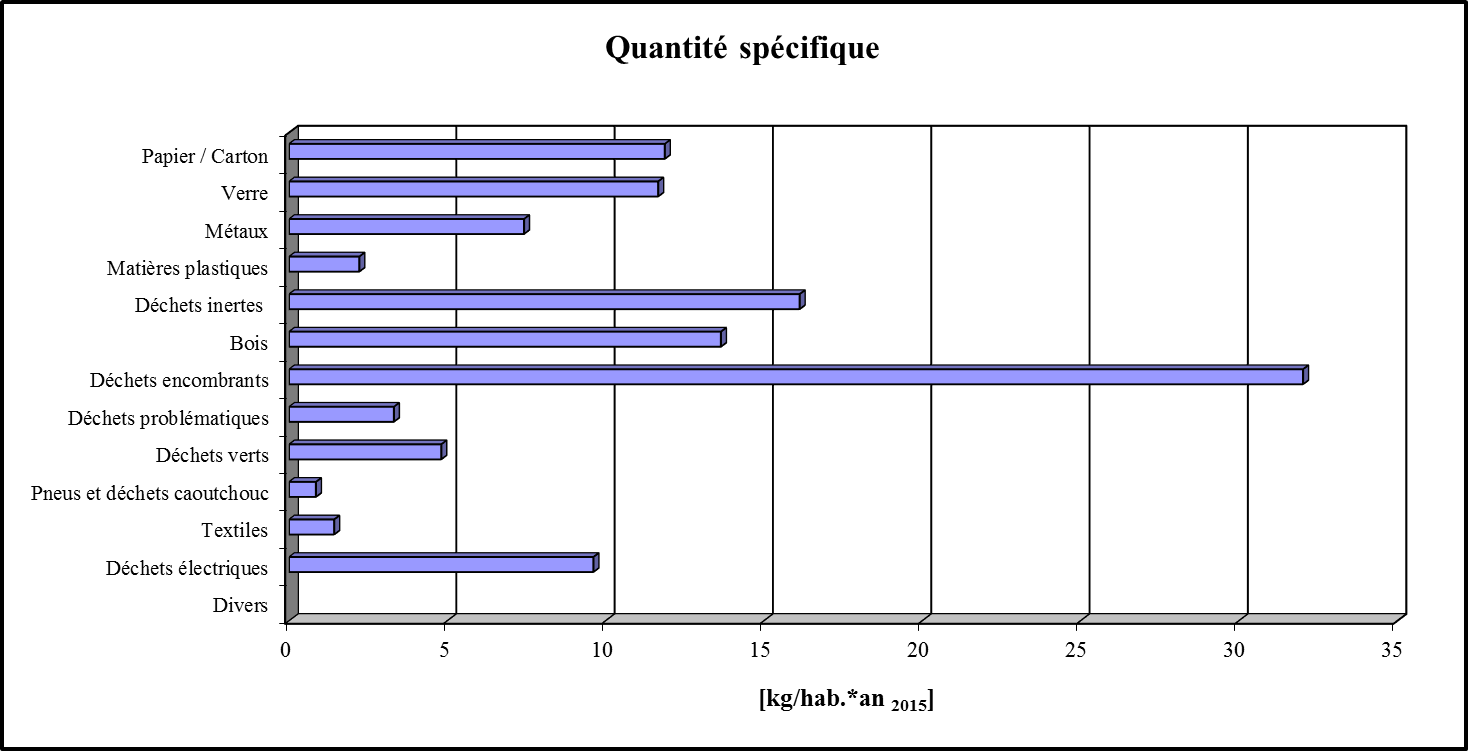 Quantité spécifique
Papier / Carton
Verre
Métaux
Matières plastiques
Déchets inertes
Bois
Déchets encombrants
Déchets problématiques
Déchets verts
Pneus et déchets caoutchouc
Textiles
Déchets électriques
Divers
0 5 10 15 20 25 30 35
[kg/hab.*an 2015]